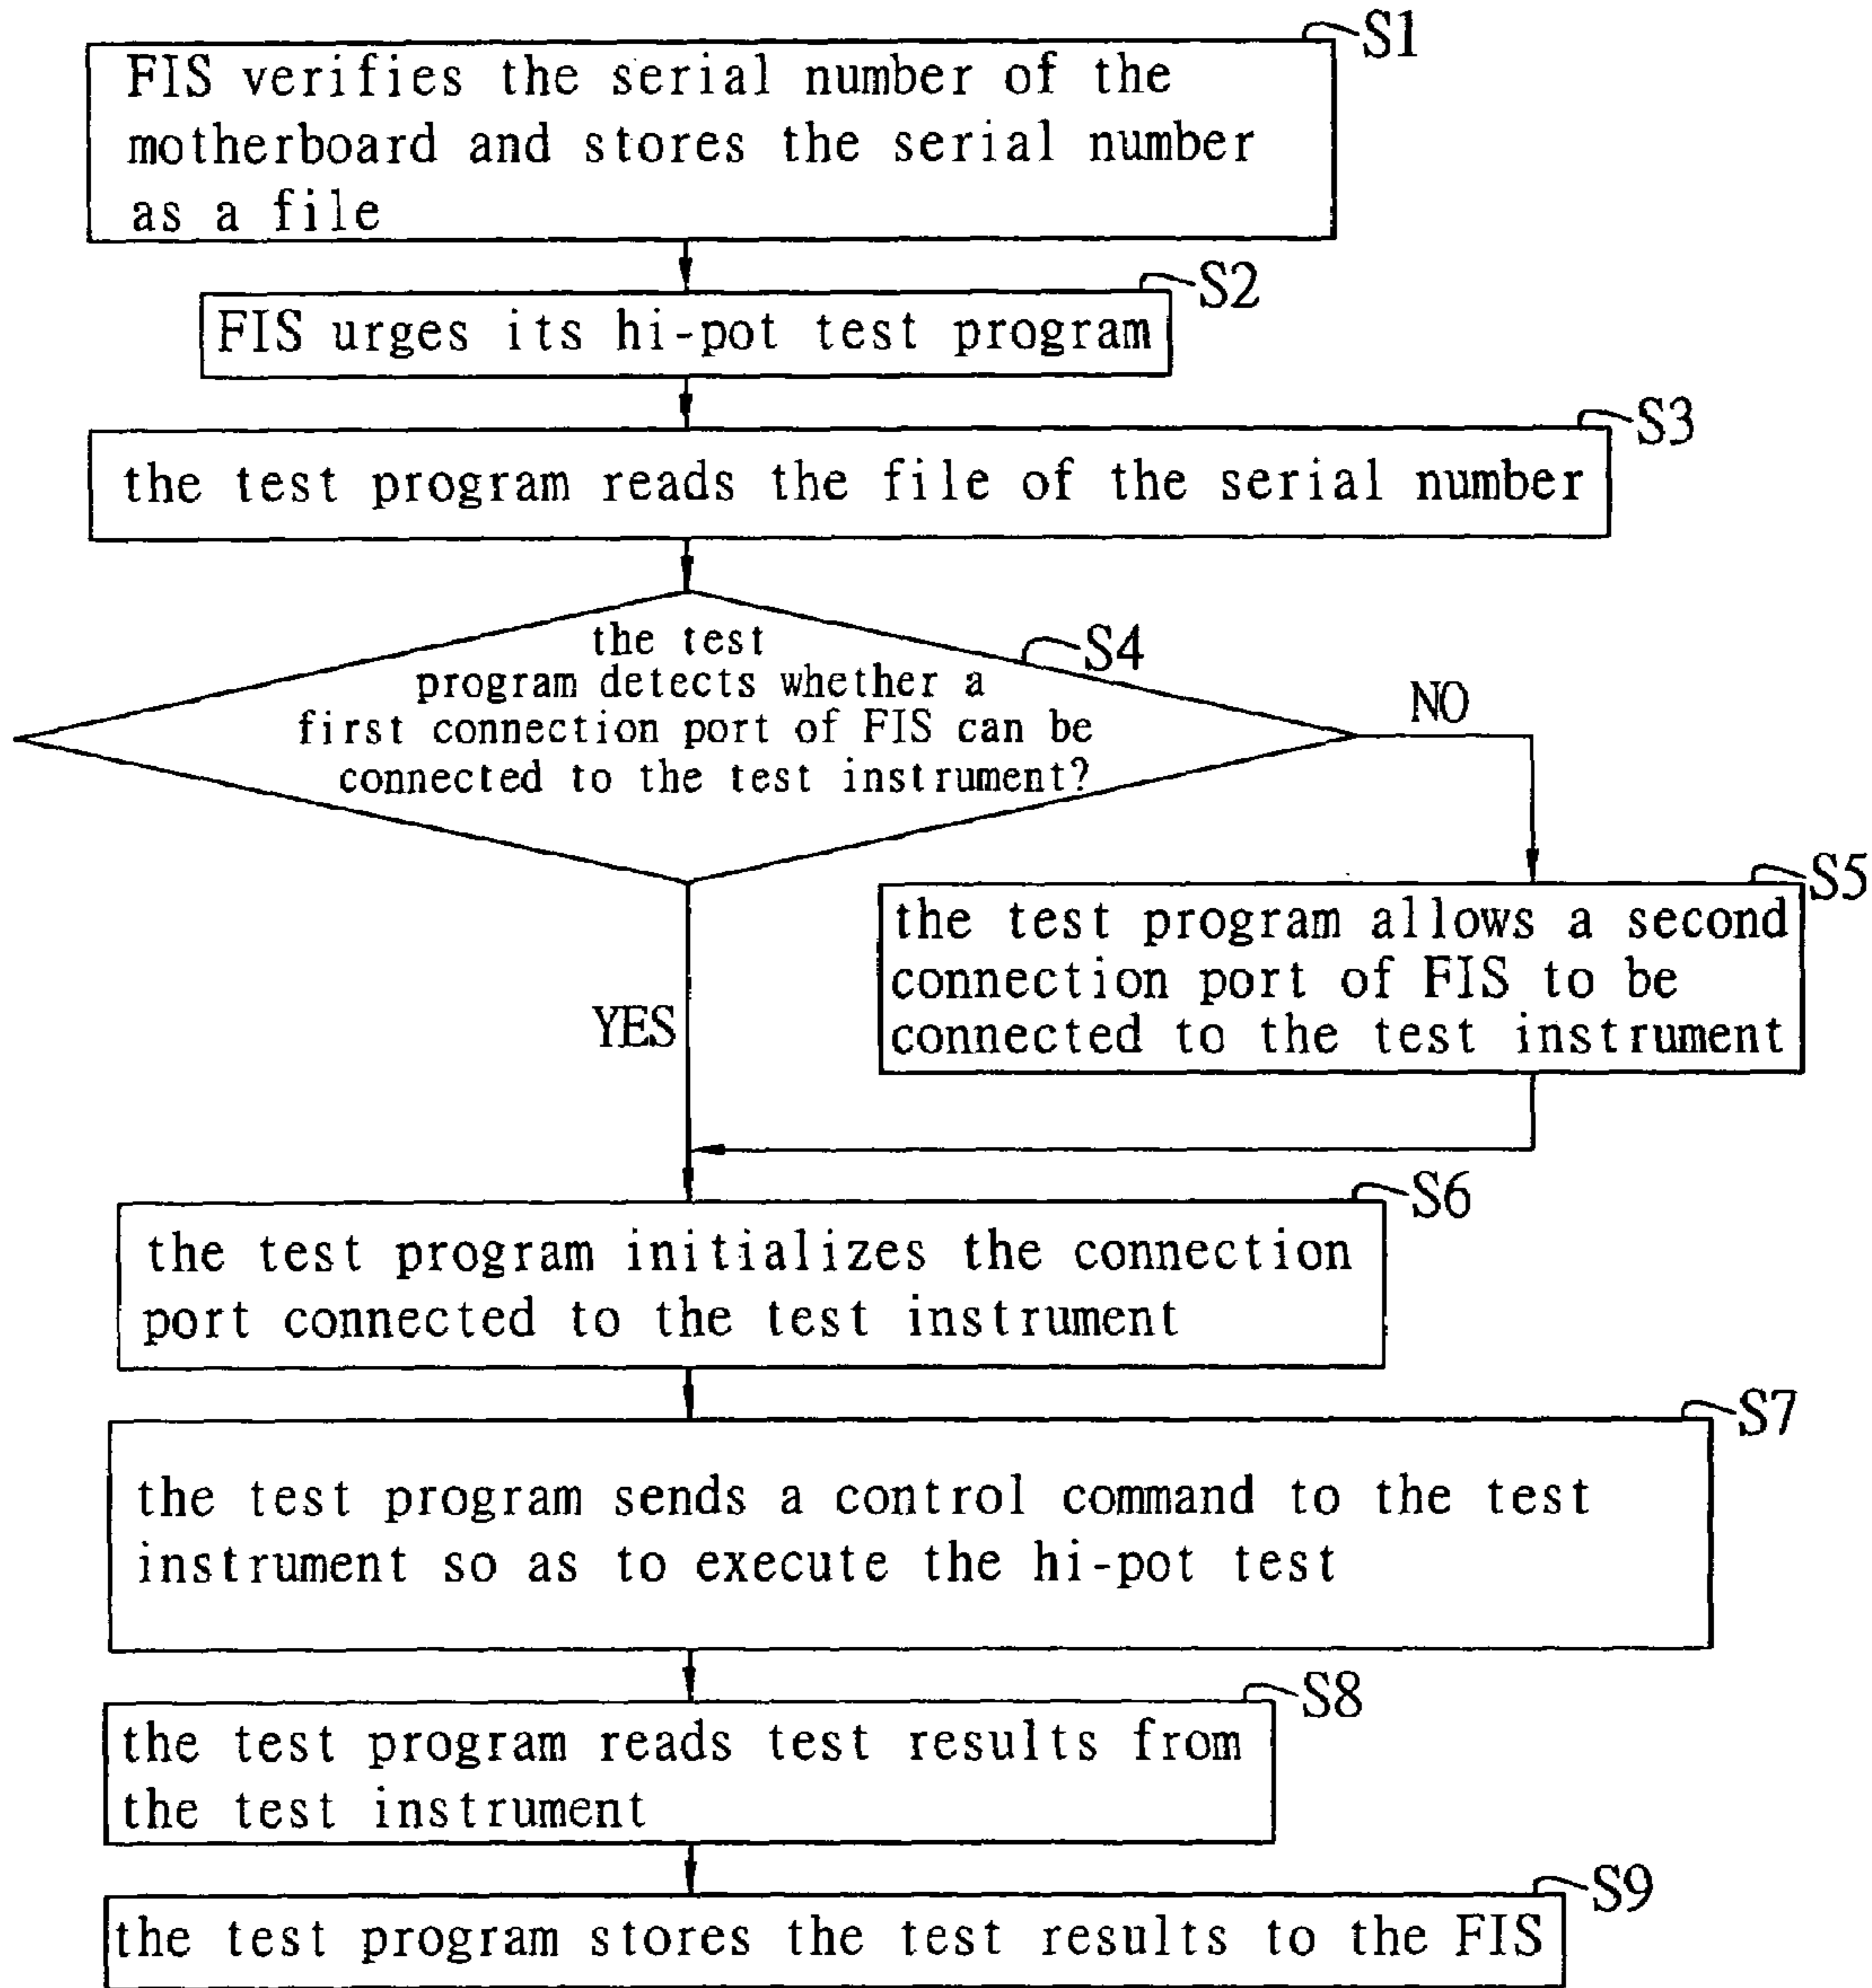 S1
FIS verifies the serial number of the
motherboard and stores the serial number
as a file
S2
FIS urges its hi-pot test program
S3
the test program reads the file of the serial number
S4
the test
program detects whether a
first connection port of FIS can be
connected to the test instrument?
NO
S5
the test program allows a second
connection port of FIS to be
connected to the test instrument
YES
S6
the test program initializes the connection
port connected to the test instrument
S7
the test program sends a control command to the test
instrument so as to execute the hi-pot test
S8
the test program reads test results from
the test instrument
S9
the test program stores the test results to the FIS